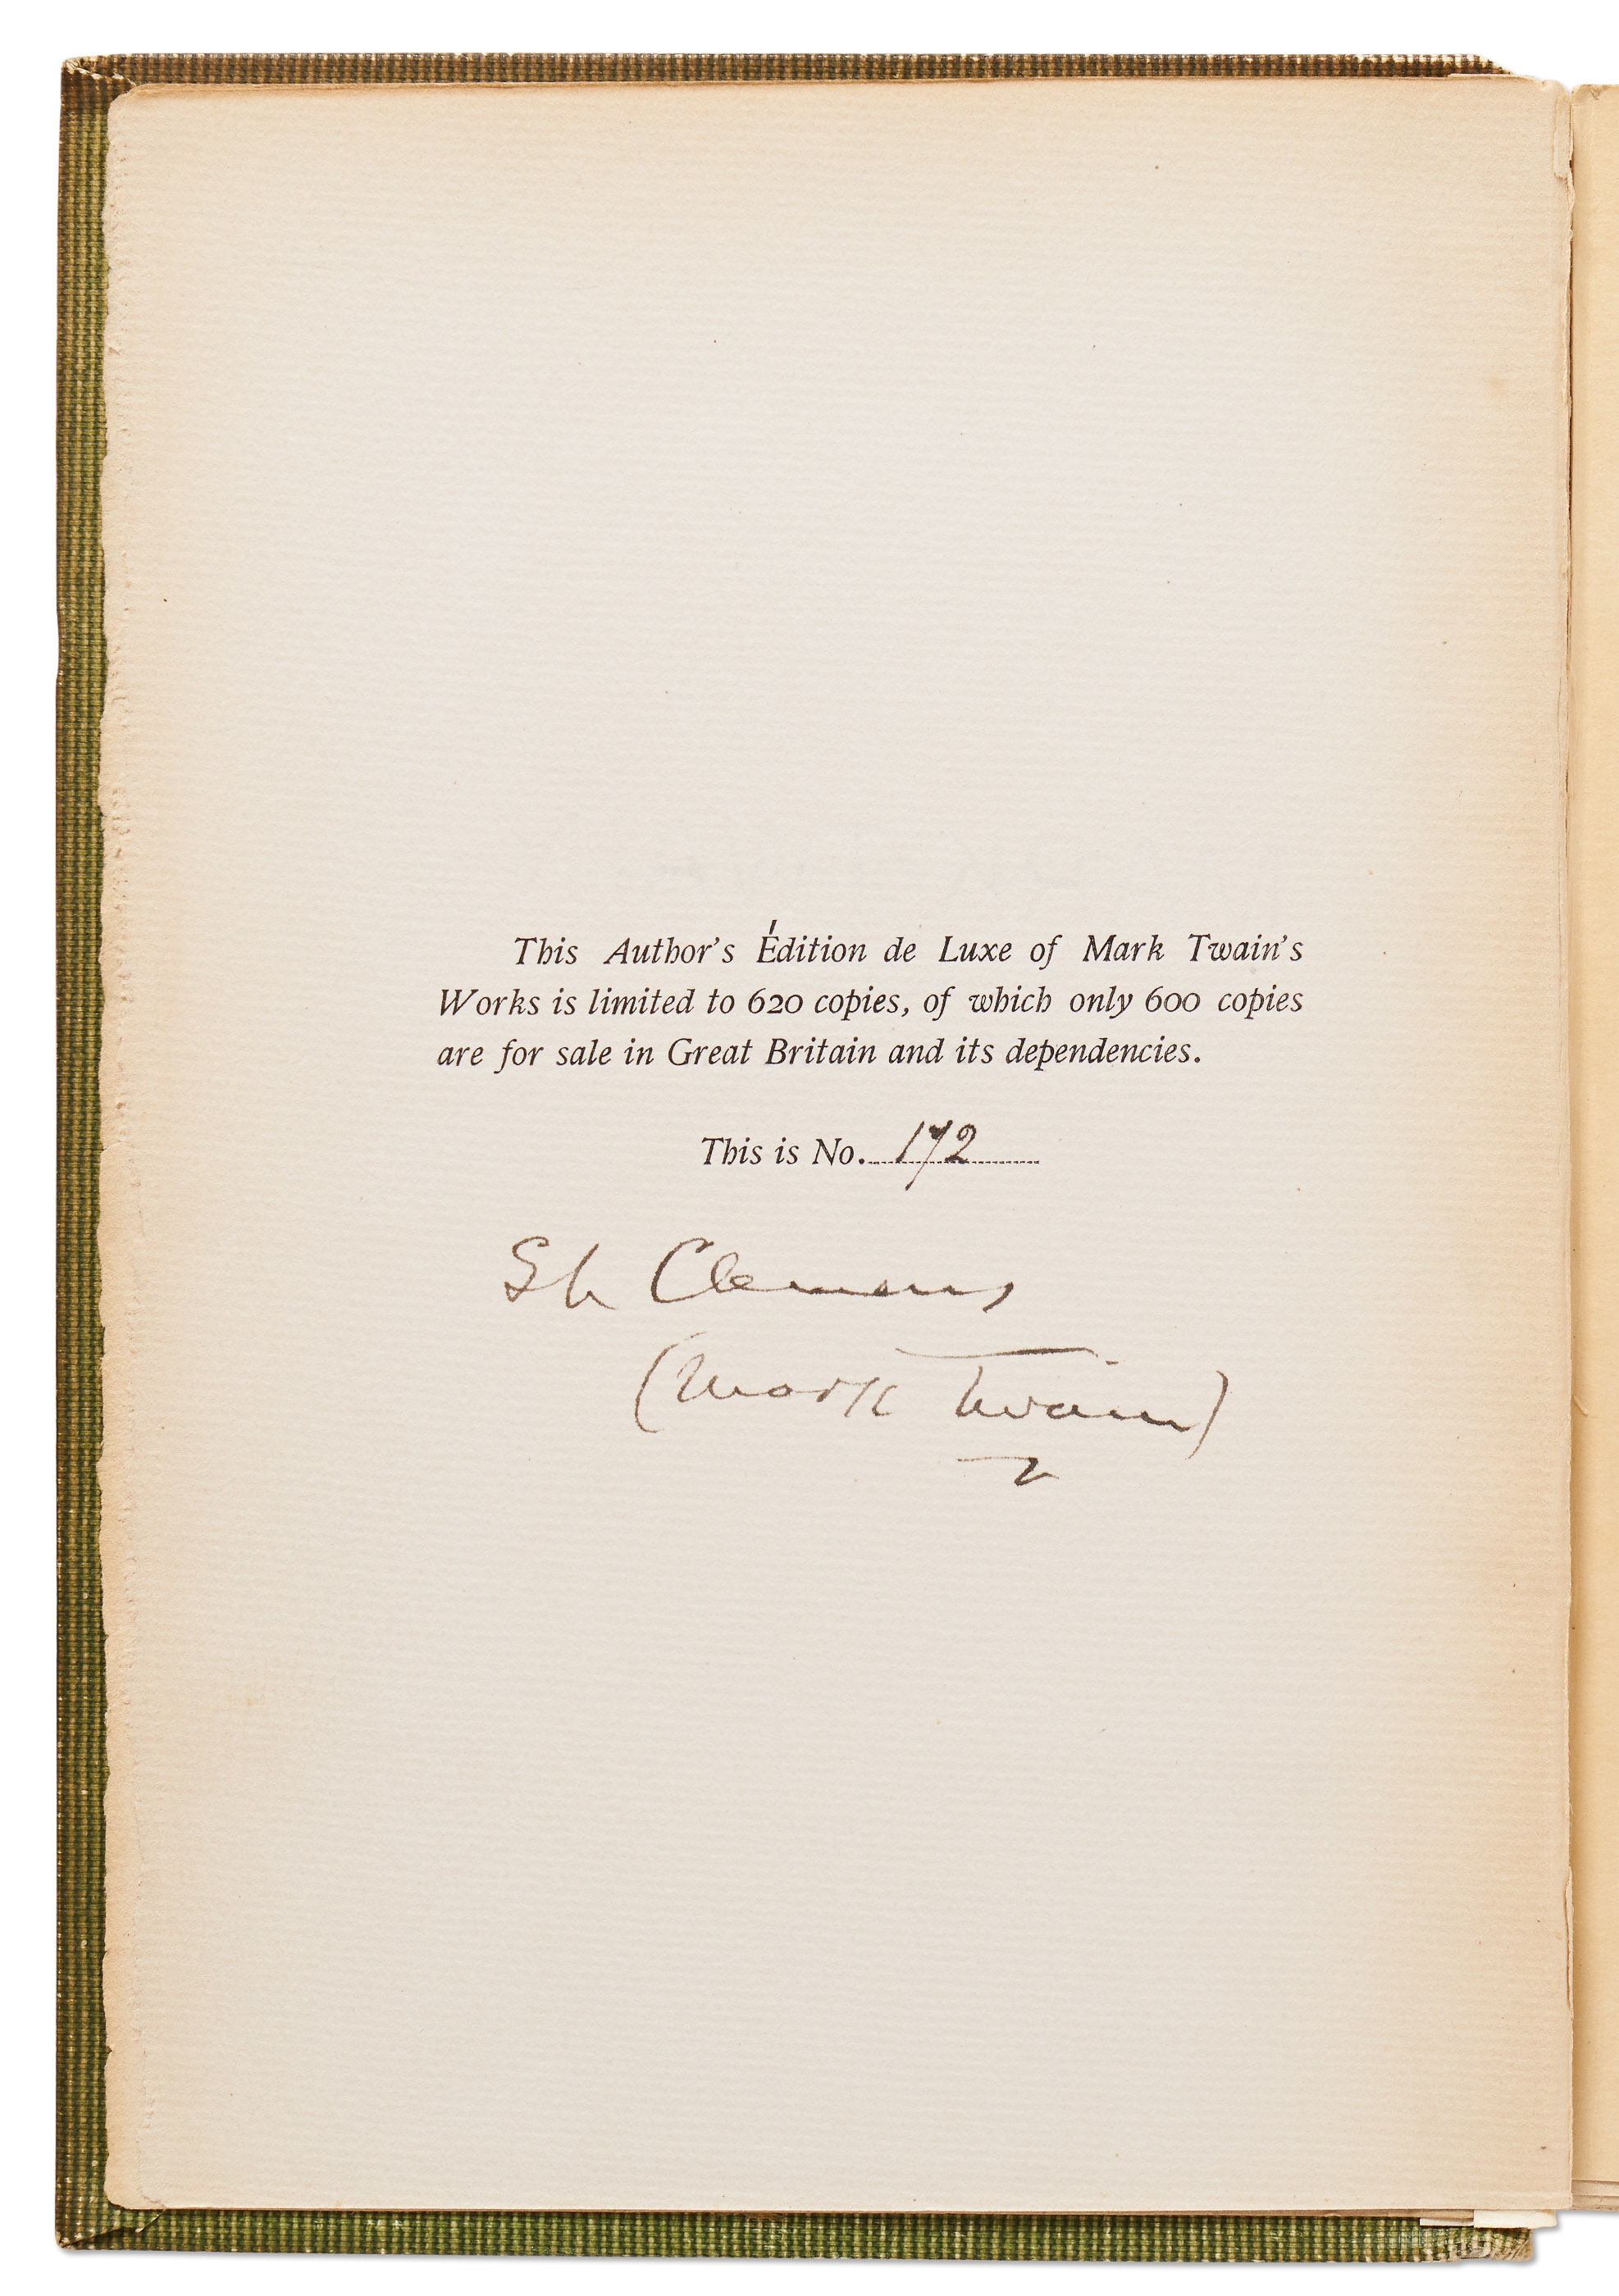 This Author's Édition de Luxe of Mark Twain's
Works is limited to 620 copies, of which only 600 copies
are for sale in Great Britain and its dependencies.
This is No. 172
SL Clemens
(Mark Twain)